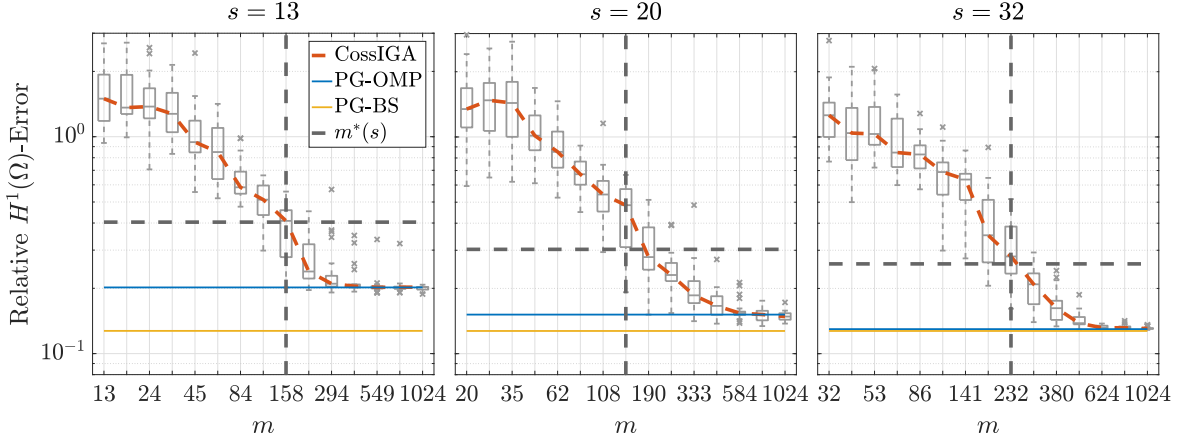 s = 13
s = 20
s = 32
Relative H¹(Ω)-Error
10⁰
10⁻¹
CossIGA
PG-OMP
PG-BS
m*(s)
13 24 45 84 158 294 549 1024
20 35 62 108 190 333 584 1024
32 53 86 141 232 380 624 1024
m
m
m